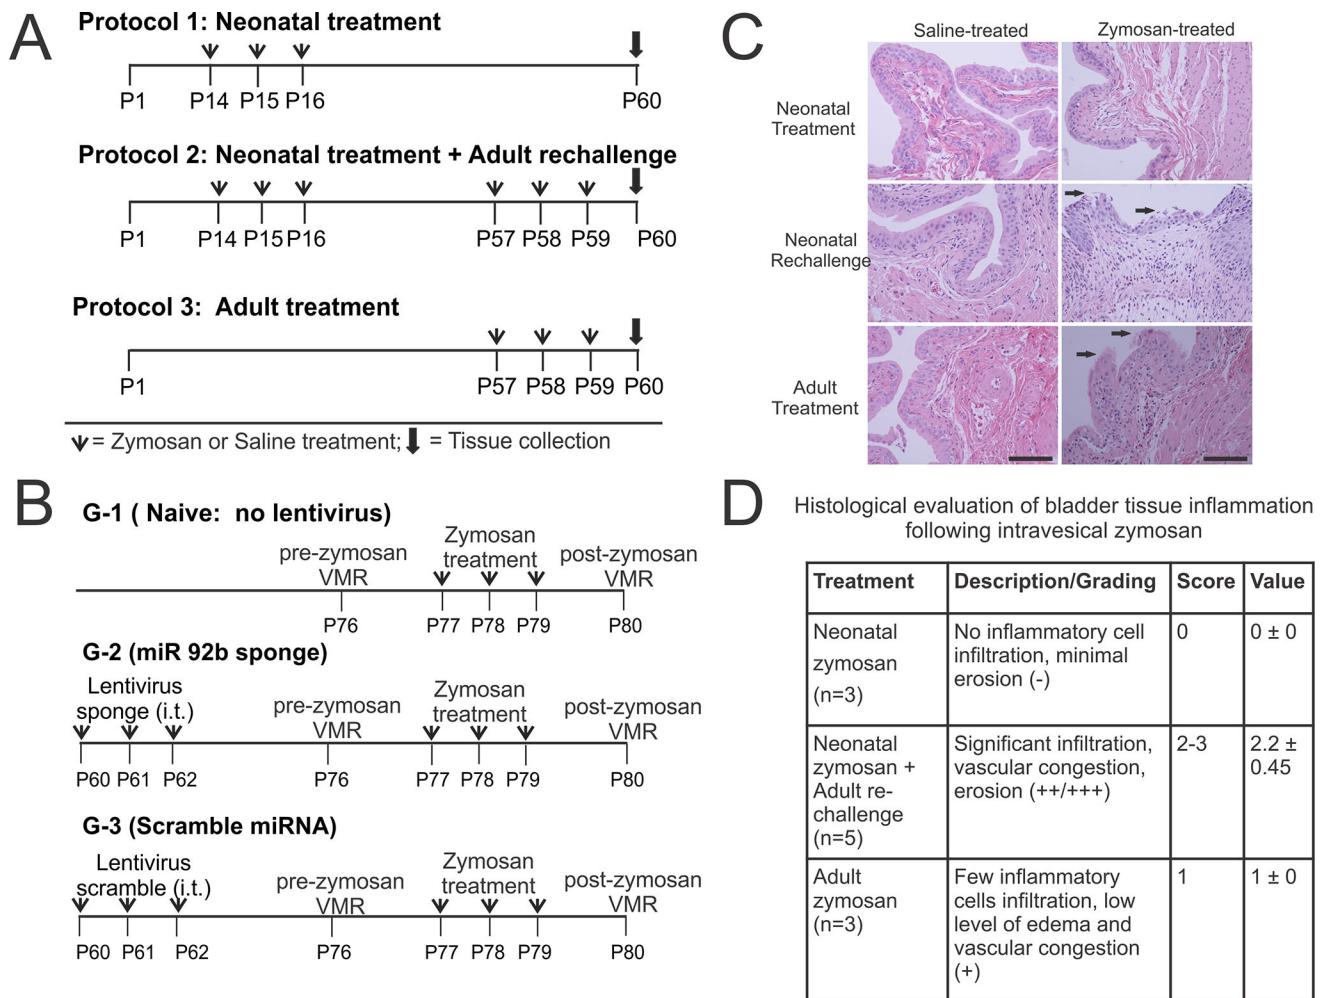 A
Protocol 1: Neonatal treatment
P1 P14 P15 P16 P60
Protocol 2: Neonatal treatment + Adult rechallenge
P1 P14 P15 P16 P57 P58 P59 P60
Protocol 3:  Adult treatment
P1 P57 P58 P59 P60
= Zymosan or Saline treatment; = Tissue collection
B
G-1 ( Naive:  no lentivirus)
pre-zymosan
VMR
Zymosan
treatment
post-zymosan
VMR
P76 P77 P78 P79 P80
G-2 (miR 92b sponge)
Lentivirus
sponge (i.t.)
pre-zymosan
VMR
Zymosan
treatment
post-zymosan
VMR
P60 P61 P62 P76 P77 P78 P79 P80
G-3 (Scramble miRNA)
Lentivirus
scramble (i.t.)
pre-zymosan
VMR
Zymosan
treatment
post-zymosan
VMR
P60 P61 P62 P76 P77 P78 P79 P80
C
Saline-treated Zymosan-treated
Neonatal
Treatment
Neonatal
Rechallenge
Adult
Treatment
D
Histological evaluation of bladder tissue inflammation
following intravesical zymosan
Treatment Description/Grading Score Value
Neonatal
zymosan
(n=3)
No inflammatory cell
infiltration, minimal
erosion (-)
0
0 ± 0
Neonatal
zymosan +
Adult re-
challenge
(n=5)
Significant infiltration,
vascular congestion,
erosion (++/+++)
2-3
2.2 ±
0.45
Adult
zymosan
(n=3)
Few inflammatory
cells infiltration, low
level of edema and
vascular congestion
(+)
1
1 ± 0